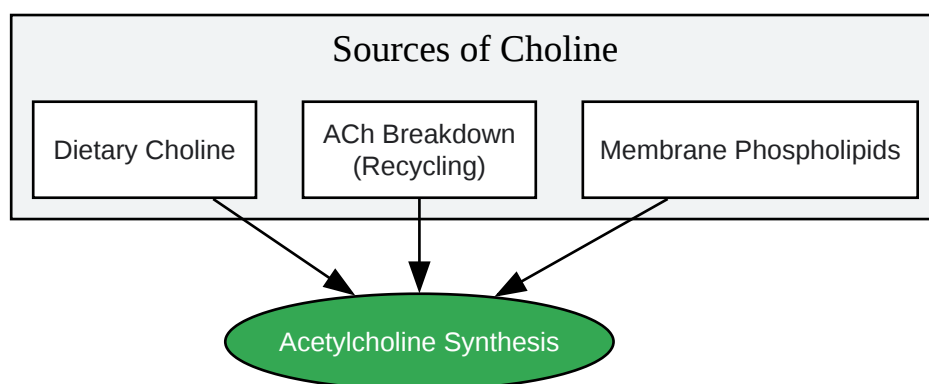 Sources of Choline
Dietary Choline
ACh Breakdown
(Recycling)
Membrane Phospholipids
Acetylcholine Synthesis